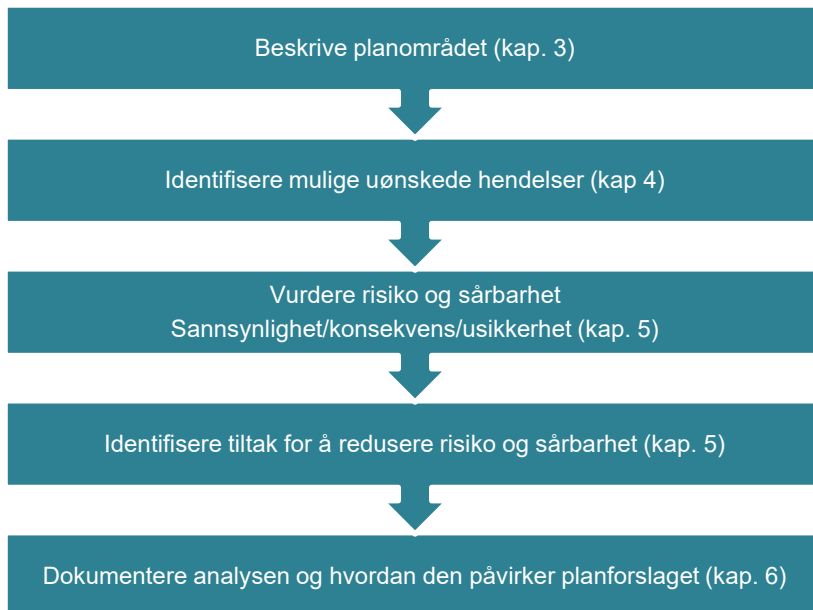 Beskrive planområdet (kap. 3)
Identifisere mulige uønskede hendelser (kap 4)
Vurdere risiko og sårbarhet
Sannsynlighet/konsekvens/usikkerhet (kap. 5)
Identifisere tiltak for å redusere risiko og sårbarhet (kap. 5)
Dokumentere analysen og hvordan den påvirker planforslaget (kap. 6)